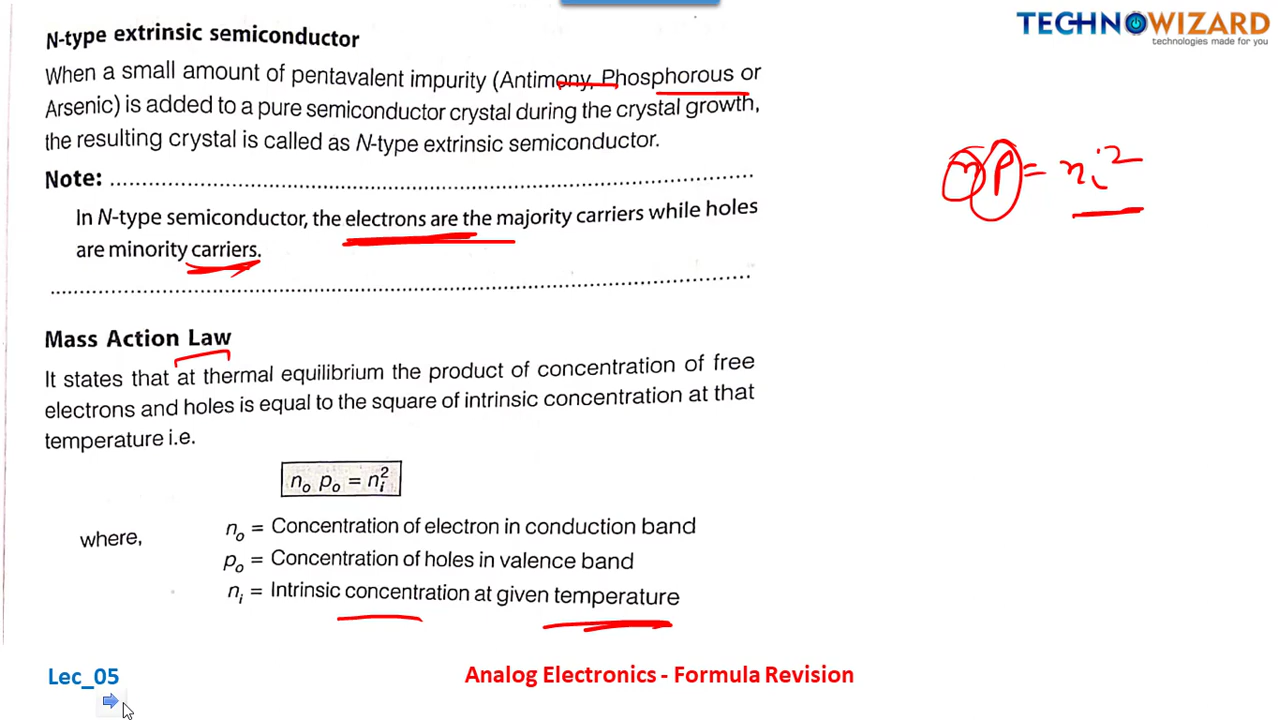 TECHNOWIZARD
technologies made for you
N-type extrinsic semiconductor
When a small amount of pentavalent impurity (Antimony, Phosphorous or
Arsenic) is added to a pure semiconductor crystal during the crystal growth,
the resulting crystal is called as N-type extrinsic semiconductor.
n p = nᵢ²
Note: ................................................................
In N-type semiconductor, the electrons are the majority carriers while holes
are minority carriers.
Mass Action Law
It states that at thermal equilibrium the product of concentration of free
electrons and holes is equal to the square of intrinsic concentration at that
temperature i.e.
nₒ pₒ = nᵢ²
where, nₒ = Concentration of electron in conduction band
pₒ = Concentration of holes in valence band
nᵢ = Intrinsic concentration at given temperature
Lec_05
Analog Electronics - Formula Revision